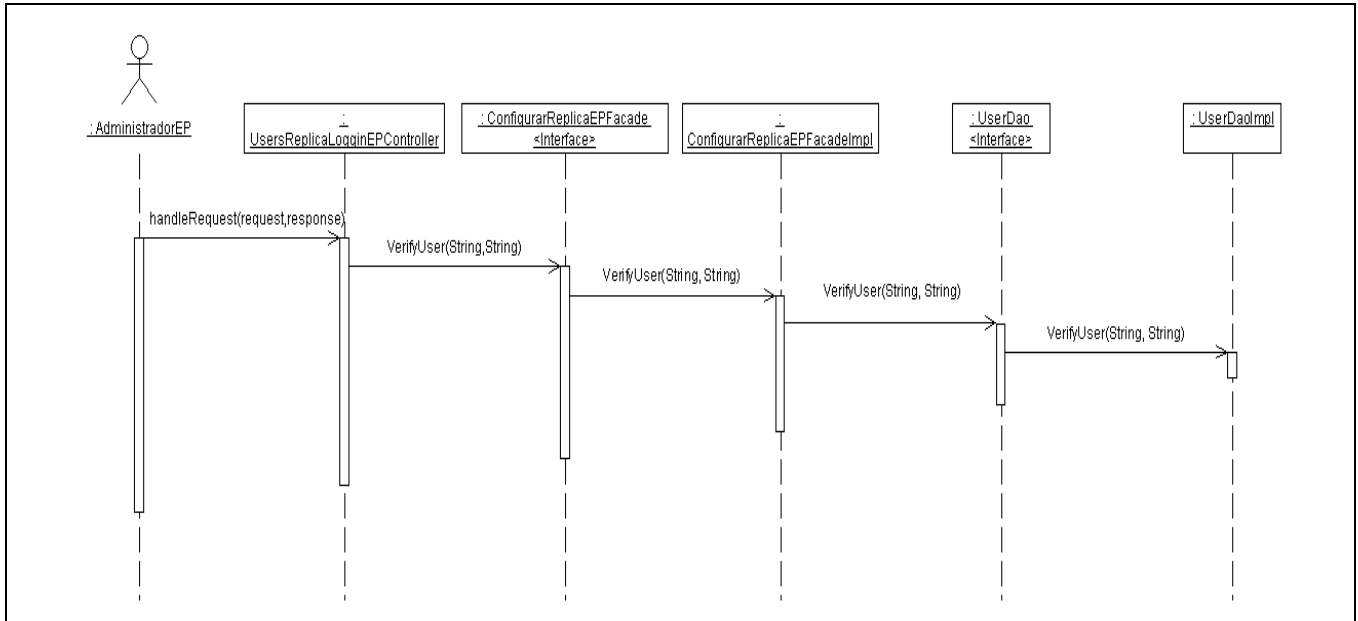 : AdministradorEP
:
UsersReplicaLogginEPController
: ConfigurarReplicaEPFacade
<Interface>
:
ConfigurarReplicaEPFacadeImpl
: UserDao
<Interface>
: UserDaoImpl
handleRequest(request,response)
VerifyUser(String,String)
VerifyUser(String, String)
VerifyUser(String, String)
VerifyUser(String, String)